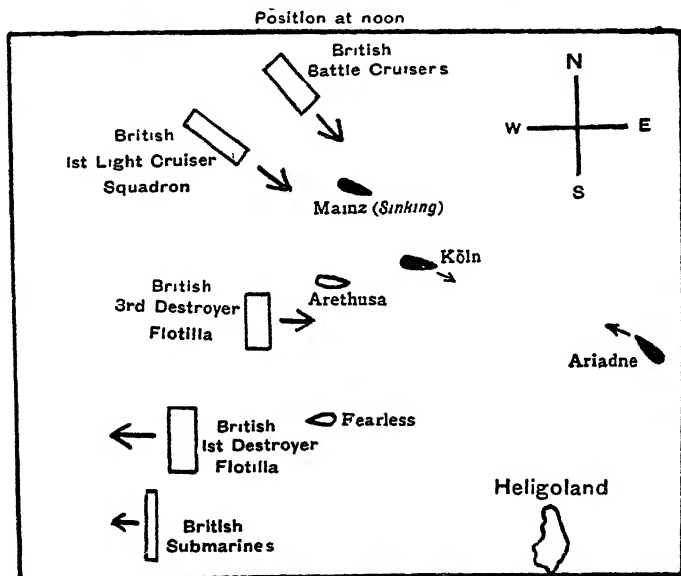 Position at noon
British
Battle Cruisers
N
W
E
S
British
1st Light Cruiser
Squadron
Mainz (Sinking)
Köln
British
3rd Destroyer
Flotilla
Arethusa
Ariadne
British
1st Destroyer
Flotilla
Fearless
Heligoland
British
Submarines